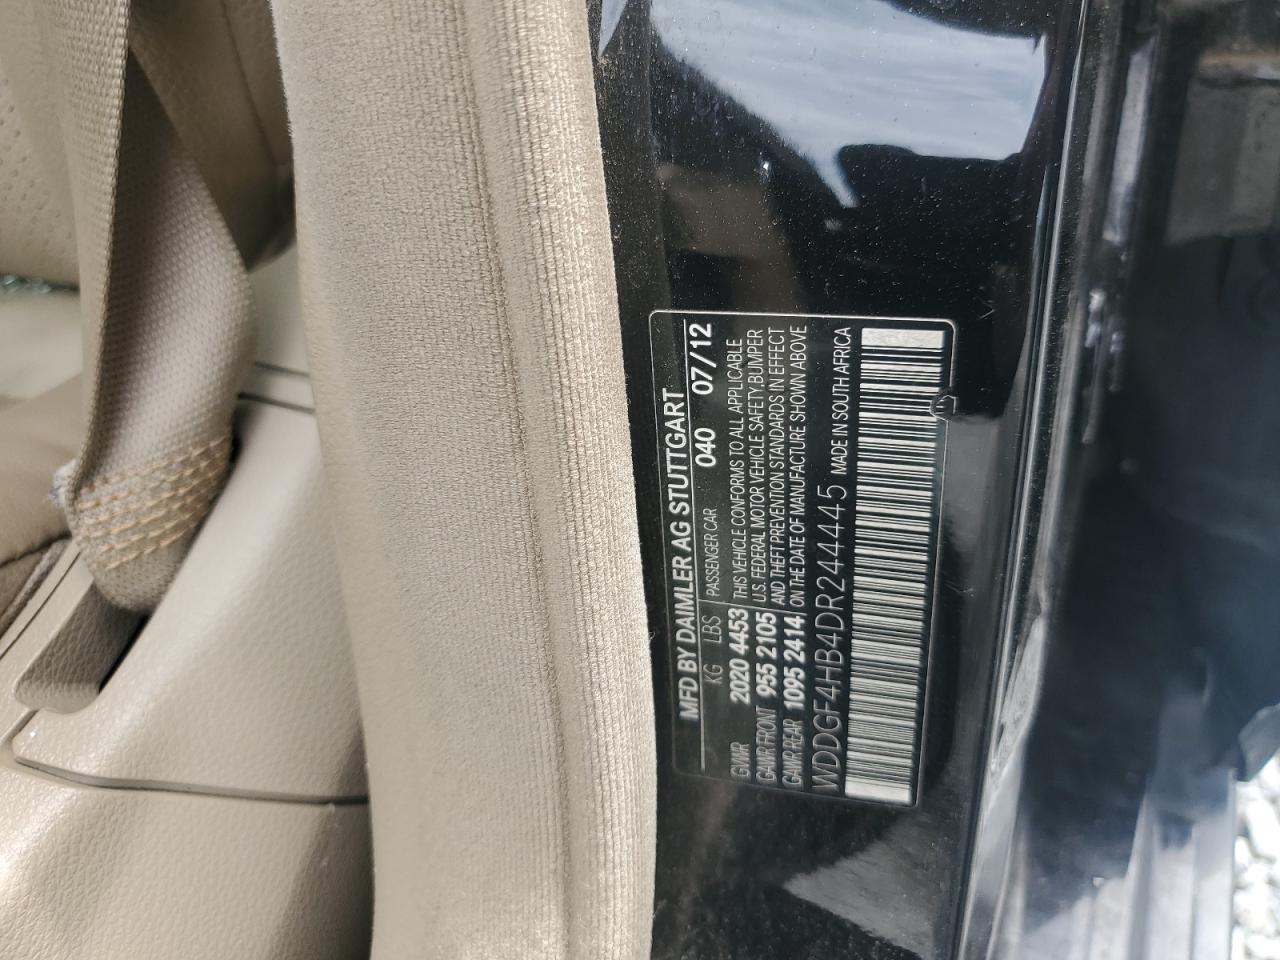 MFD BY DAIMLER AG STUTTGART
KG LBS PASSENGER CAR 040 07/12
GVWR 2020 4453 THIS VEHICLE CONFORMS TO ALL APPLICABLE
GAWR FRONT 955 2105 U.S. FEDERAL MOTOR VEHICLE SAFETY, BUMPER
GAWR REAR 1095 2414 AND THEFT PREVENTION STANDARDS IN EFFECT
ON THE DATE OF MANUFACTURE SHOWN ABOVE
WDDGF4HB4DR244445 MADE IN SOUTH AFRICA